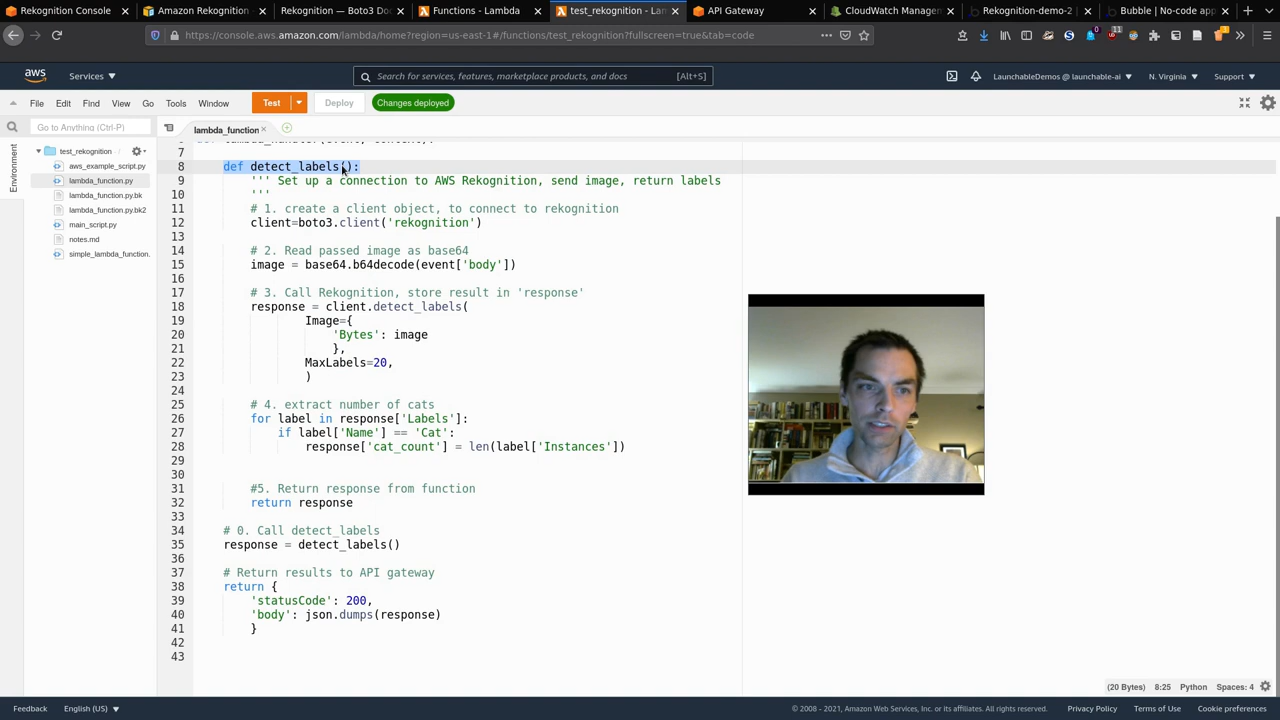 Rekognition Console
Amazon Rekognition
Rekognition — Boto3 Do
Functions - Lambda
test_rekognition - Lan
API Gateway
CloudWatch Manage
Rekognition-demo-2
Bubble | No-code app
https://console.aws.amazon.com/lambda/home?region=us-east-1#/functions/test_rekognition?fullscreen=true&tab=code
0
11
1
aws
Services
Search for services, features, marketplace products, and docs
[Alt+S]
LaunchableDemos @ launchable-ai
N. Virginia
Support
File
Edit
Find
View
Go
Tools
Window
Test
Deploy
Changes deployed
Go to Anything (Ctrl-P)
lambda_function
Environment
test_rekognition
aws_example_script.py
lambda_function.py
lambda_function.py.bk
lambda_function.py.bk2
main_script.py
notes.md
simple_lambda_function.
7
8 def detect_labels():
9 ''' Set up a connection to AWS Rekognition, send image, return labels
10 '''
11 # 1. create a client object, to connect to rekognition
12 client=boto3.client('rekognition')
13
14 # 2. Read passed image as base64
15 image = base64.b64decode(event['body'])
16
17 # 3. Call Rekognition, store result in 'response'
18 response = client.detect_labels(
19 Image={
20 'Bytes': image
21 },
22 MaxLabels=20,
23 )
24
25 # 4. extract number of cats
26 for label in response['Labels']:
27 if label['Name'] == 'Cat':
28 response['cat_count'] = len(label['Instances'])
29
30
31 #5. Return response from function
32 return response
33
34 # 0. Call detect_labels
35 response = detect_labels()
36
37 # Return results to API gateway
38 return {
39 'statusCode': 200,
40 'body': json.dumps(response)
41 }
42
43
(20 Bytes) 8:25 Python Spaces: 4
Feedback
English (US)
© 2008 - 2021, Amazon Web Services, Inc. or its affiliates. All rights reserved.
Privacy Policy
Terms of Use
Cookie preferences